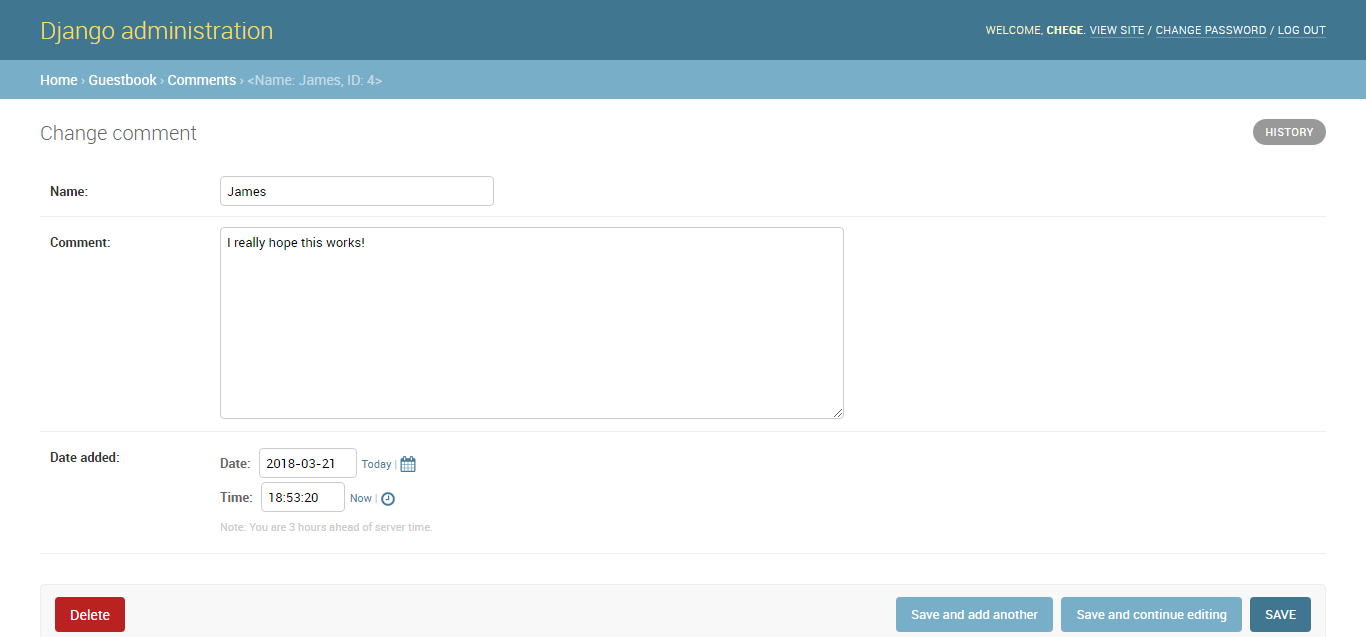 Django administration
WELCOME, CHEGE. VIEW SITE / CHANGE PASSWORD / LOG OUT
Home › Guestbook › Comments › <Name: James, ID: 4>
Change comment
HISTORY
Name: James
Comment: I really hope this works!
Date added: Date: 2018-03-21 Today |
Time: 18:53:20 Now |
Note: You are 3 hours ahead of server time.
Delete Save and add another Save and continue editing SAVE